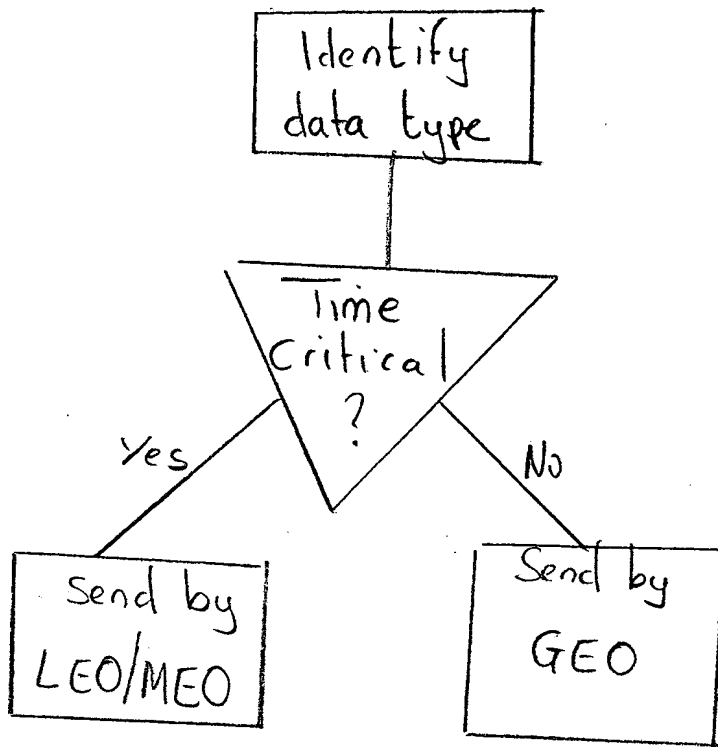 Identify
data type
Time
Critical
?
Yes
No
Send by
LEO/MEO
Send by
GEO